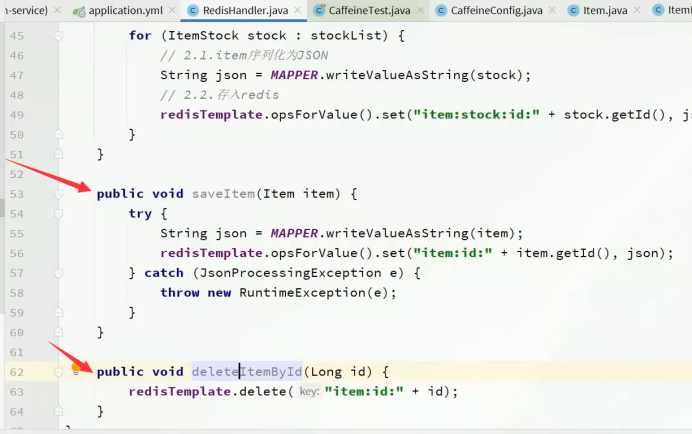 n-service) × application.yml × RedisHandler.java × CaffeineTest.java × CaffeineConfig.java × Item.java × Item
45 for (ItemStock stock : stockList) {
46 // 2.1.item序列化为JSON
47 String json = MAPPER.writeValueAsString(stock);
48 // 2.2.存入redis
49 redisTemplate.opsForValue().set("item:stock:id:" + stock.getId(), js
50 }
51 }
52
53 public void saveItem(Item item) {
54 try {
55 String json = MAPPER.writeValueAsString(item);
56 redisTemplate.opsForValue().set("item:id:" + item.getId(), json);
57 } catch (JsonProcessingException e) {
58 throw new RuntimeException(e);
59 }
60 }
61
62 public void deleteItemById(Long id) {
63 redisTemplate.delete( key: "item:id:" + id);
64 }